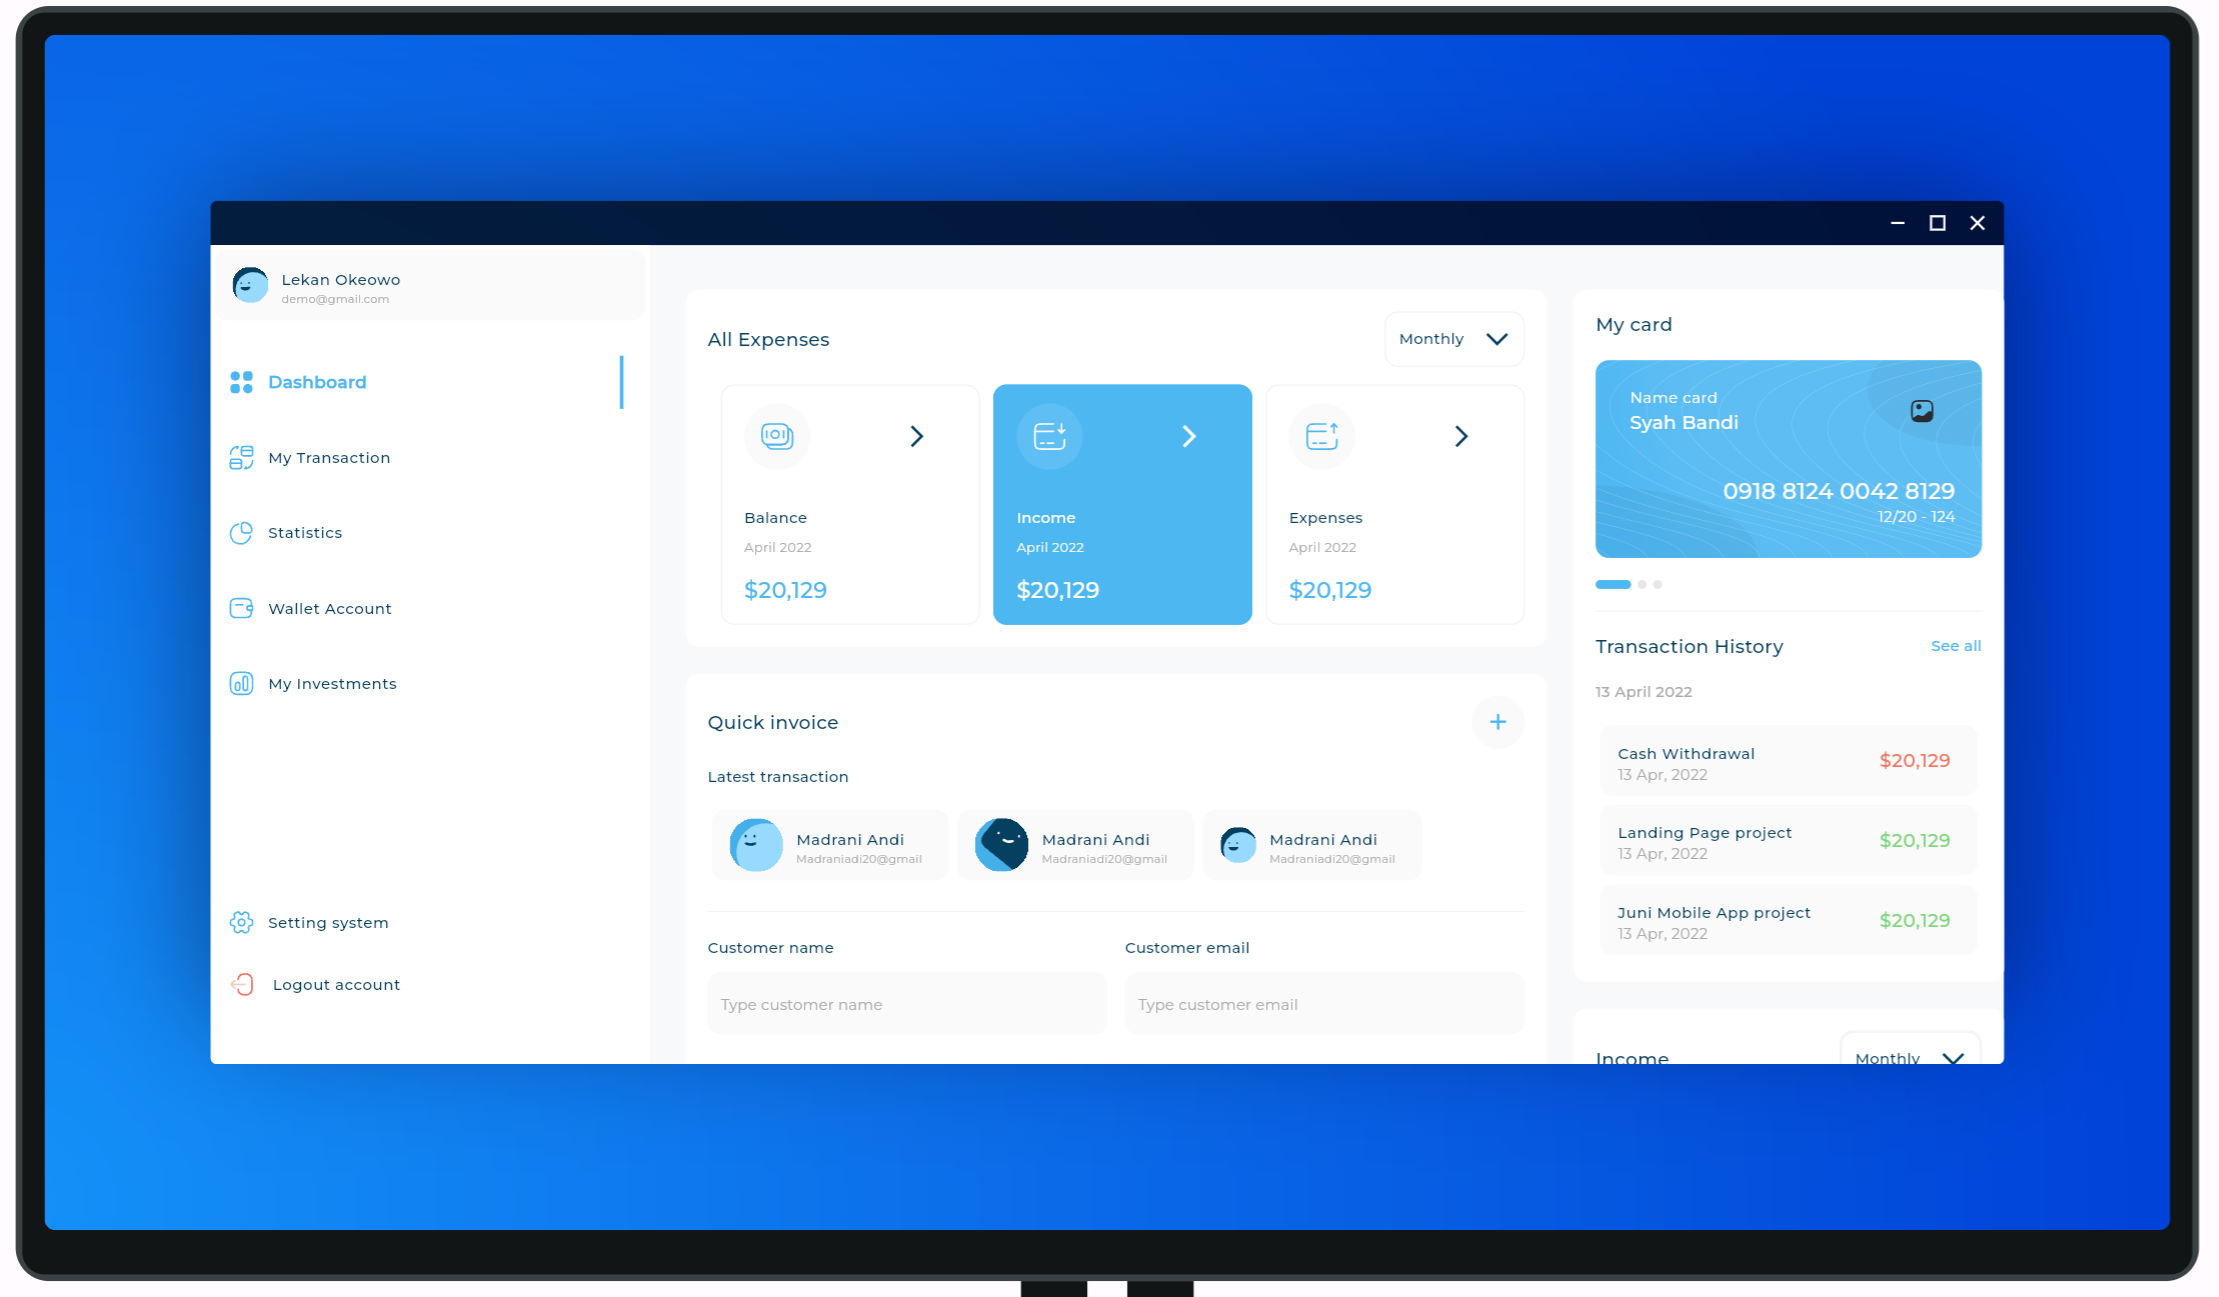 Lekan Okeowo
demo@gmail.com
Dashboard
My Transaction
Statistics
Wallet Account
My Investments
Setting system
Logout account
All Expenses
Monthly
Balance
April 2022
$20,129
Income
April 2022
$20,129
Expenses
April 2022
$20,129
Quick invoice
Latest transaction
Madrani Andi
Madraniadi20@gmail
Madrani Andi
Madraniadi20@gmail
Madrani Andi
Madraniadi20@gmail
Customer name
Type customer name
Customer email
Type customer email
My card
Name card
Syah Bandi
0918 8124 0042 8129
12/20 - 124
Transaction History
See all
13 April 2022
Cash Withdrawal
13 Apr, 2022
$20,129
Landing Page project
13 Apr, 2022
$20,129
Juni Mobile App project
13 Apr, 2022
$20,129
Income
Monthly